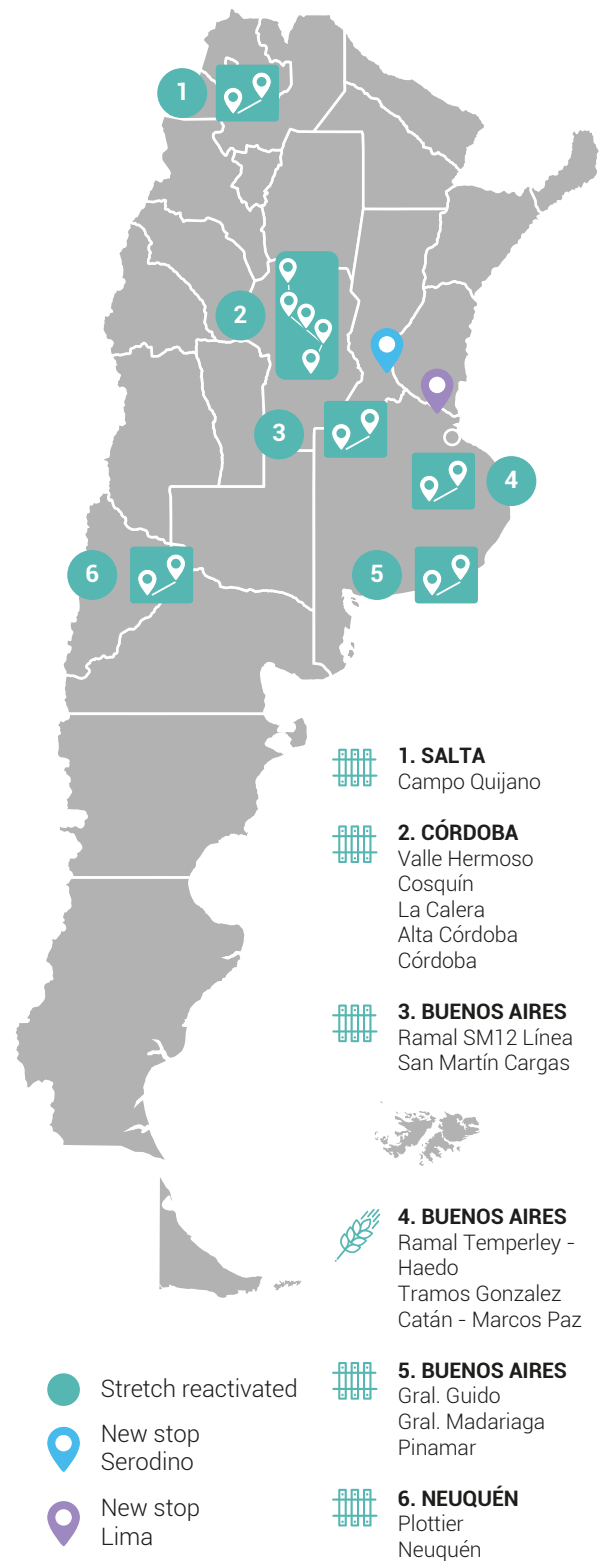 1
2
3
4
5
6
1. SALTA
Campo Quijano
2. CÓRDOBA
Valle Hermoso
Cosquín
La Calera
Alta Córdoba
Córdoba
3. BUENOS AIRES
Ramal SM12 Línea
San Martín Cargas
4. BUENOS AIRES
Ramal Temperley -
Haedo
Tramos Gonzalez
Catán - Marcos Paz
5. BUENOS AIRES
Gral. Guido
Gral. Madariaga
Pinamar
6. NEUQUÉN
Plottier
Neuquén
Stretch reactivated
New stop
Serodino
New stop
Lima